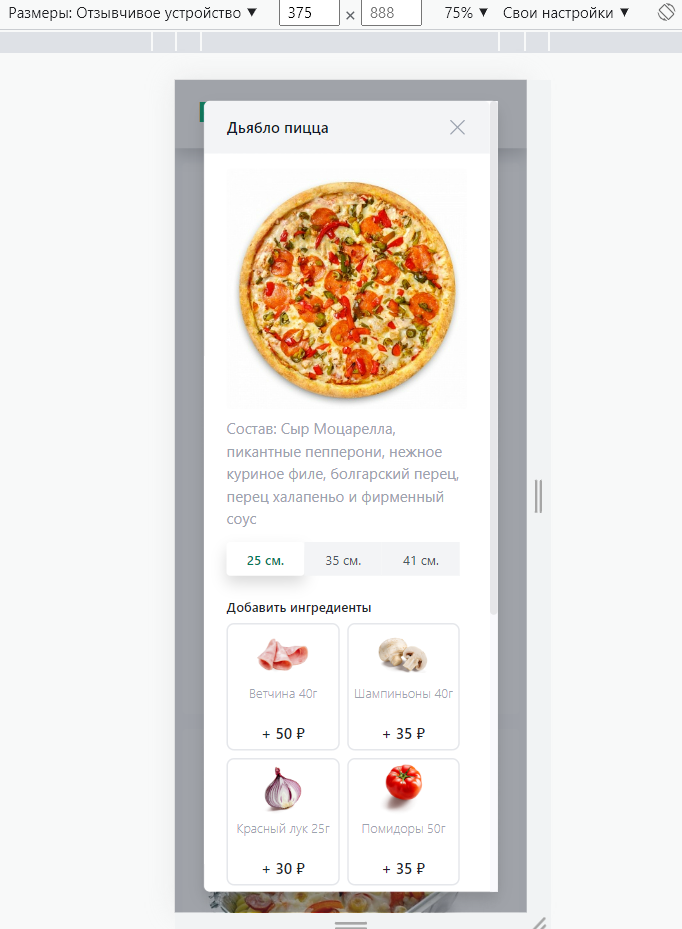 Размеры: Отзывчивое устройство ▼ 375 × 888 75% ▼ Свои настройки ▼
Дьябло пицца
Состав: Сыр Моцарелла,
пикантные пепперони, нежное
куриное филе, болгарский перец,
перец халапеньо и фирменный
соус
25 см. 35 см. 41 см.
Добавить ингредиенты
Ветчина 40г Шампиньоны 40г
+ 50 ₽ + 35 ₽
Красный лук 25г Помидоры 50г
+ 30 ₽ + 35 ₽